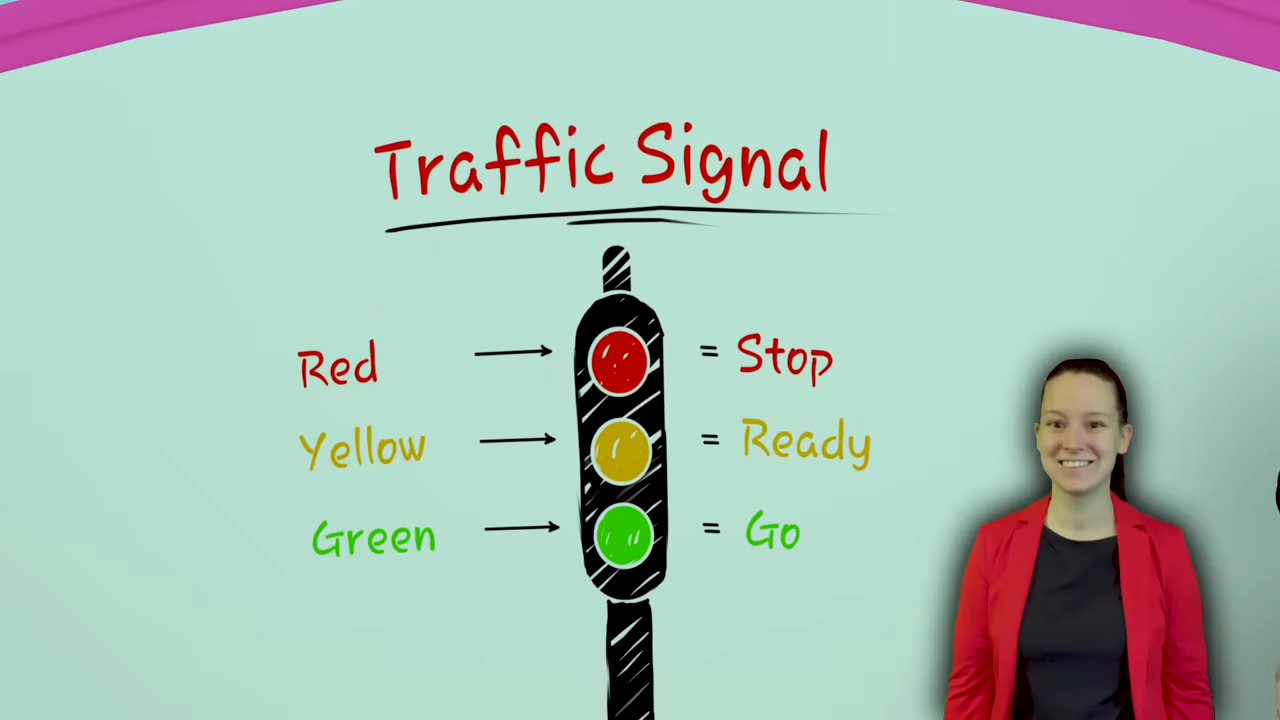 Traffic Signal
Red → = Stop
Yellow → = Ready
Green → = Go